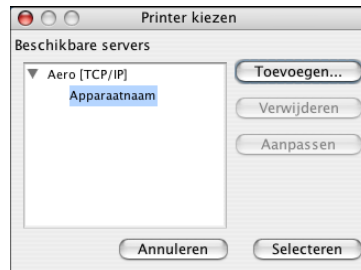 Printer kiezen
Beschikbare servers
Aero [TCP/IP]
Apparaatnaam
Toevoegen...
Verwijderen
Aanpassen
Annuleren
Selecteren